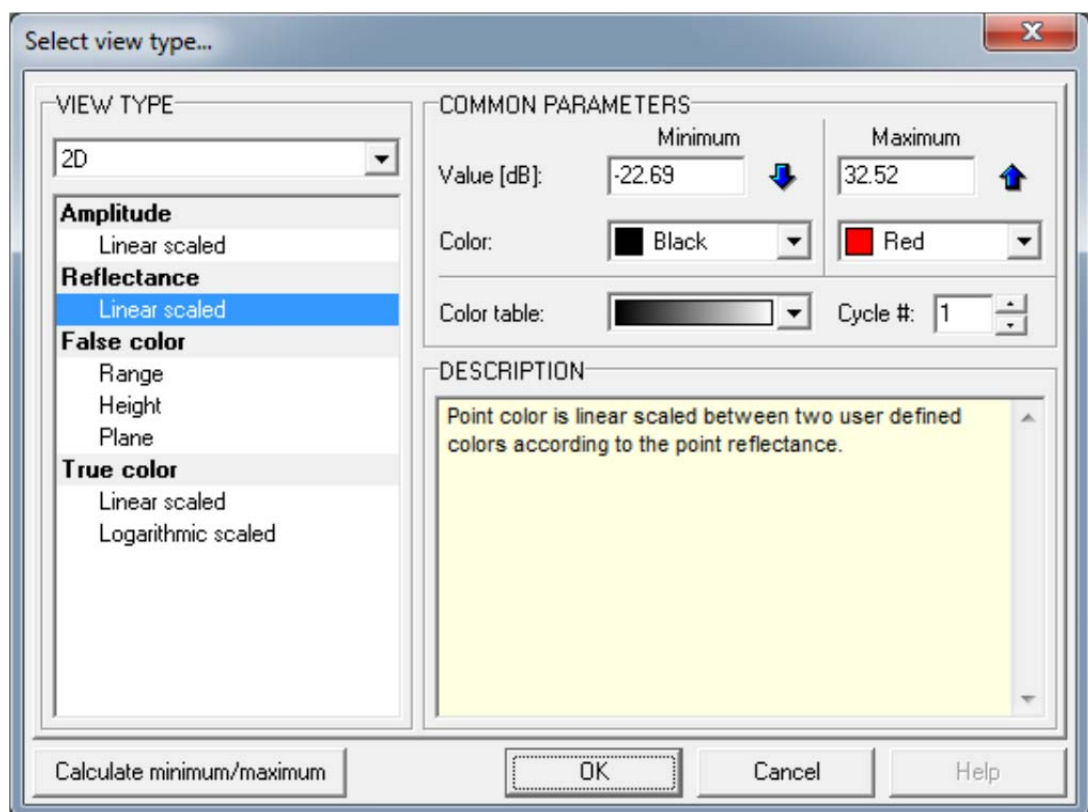 Select view type...
VIEW TYPE
2D
Amplitude
Linear scaled
Reflectance
Linear scaled
False color
Range
Height
Plane
True color
Linear scaled
Logarithmic scaled
COMMON PARAMETERS
Minimum Maximum
Value [dB]: -22.69 32.52
Color: Black Red
Color table: Cycle #: 1
DESCRIPTION
Point color is linear scaled between two user defined
colors according to the point reflectance.
Calculate minimum/maximum OK Cancel Help